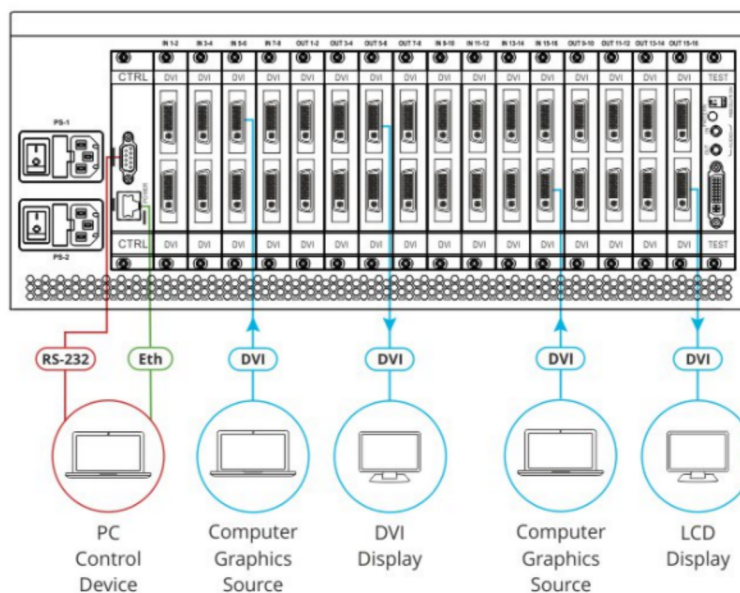 IN 1-2 IN 3-4 IN 5-6 IN 7-8 OUT 1-2 OUT 3-4 OUT 5-6 OUT 7-8 IN 9-10 IN 11-12 IN 13-14 IN 15-16 OUT 9-10 OUT 11-12 OUT 13-14 OUT 15-16
CTRL DVI DVI DVI DVI DVI DVI DVI DVI DVI DVI DVI DVI DVI DVI DVI DVI TEST
PS-1
PS-2
CTRL DVI DVI DVI DVI DVI DVI DVI DVI DVI DVI DVI DVI DVI DVI DVI DVI TEST
RS-232 Eth DVI DVI DVI DVI
PC Control Device
Computer Graphics Source
DVI Display
Computer Graphics Source
LCD Display